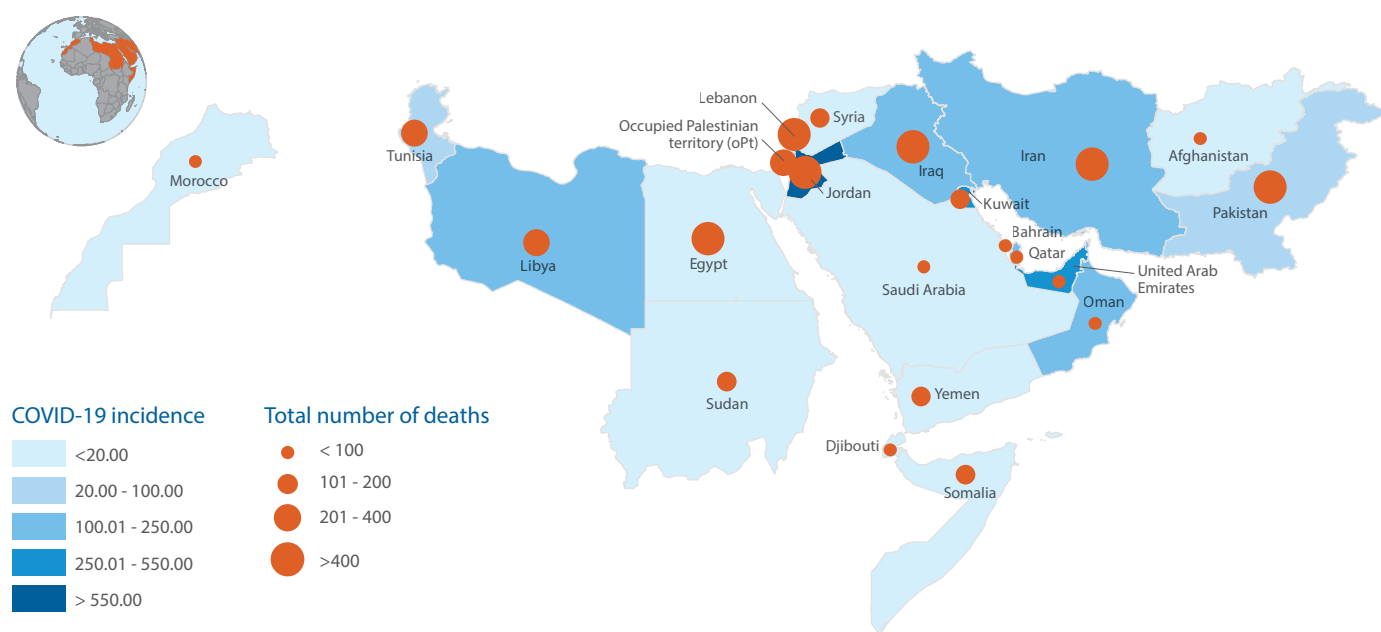 Lebanon
Syria
Occupied Palestinian
territory (oPt)
Tunisia
Morocco
Iraq
Iran
Afghanistan
Jordan
Kuwait
Pakistan
Libya
Egypt
Bahrain
Qatar
Saudi Arabia
United Arab
Emirates
Oman
Sudan
Yemen
Djibouti
Somalia
COVID-19 incidence
<20.00
20.00 - 100.00
100.01 - 250.00
250.01 - 550.00
> 550.00
Total number of deaths
< 100
101 - 200
201 - 400
>400